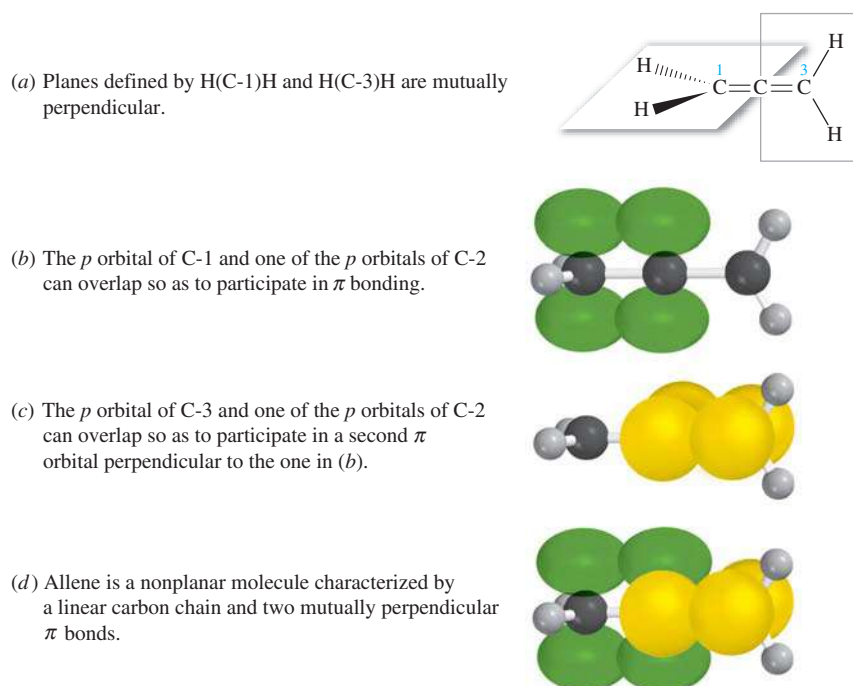 (a) Planes defined by H(C-1)H and H(C-3)H are mutually
perpendicular.
H
H
1
3
C=C=C
H
H
(b) The p orbital of C-1 and one of the p orbitals of C-2
can overlap so as to participate in π bonding.
(c) The p orbital of C-3 and one of the p orbitals of C-2
can overlap so as to participate in a second π
orbital perpendicular to the one in (b).
(d) Allene is a nonplanar molecule characterized by
a linear carbon chain and two mutually perpendicular
π bonds.